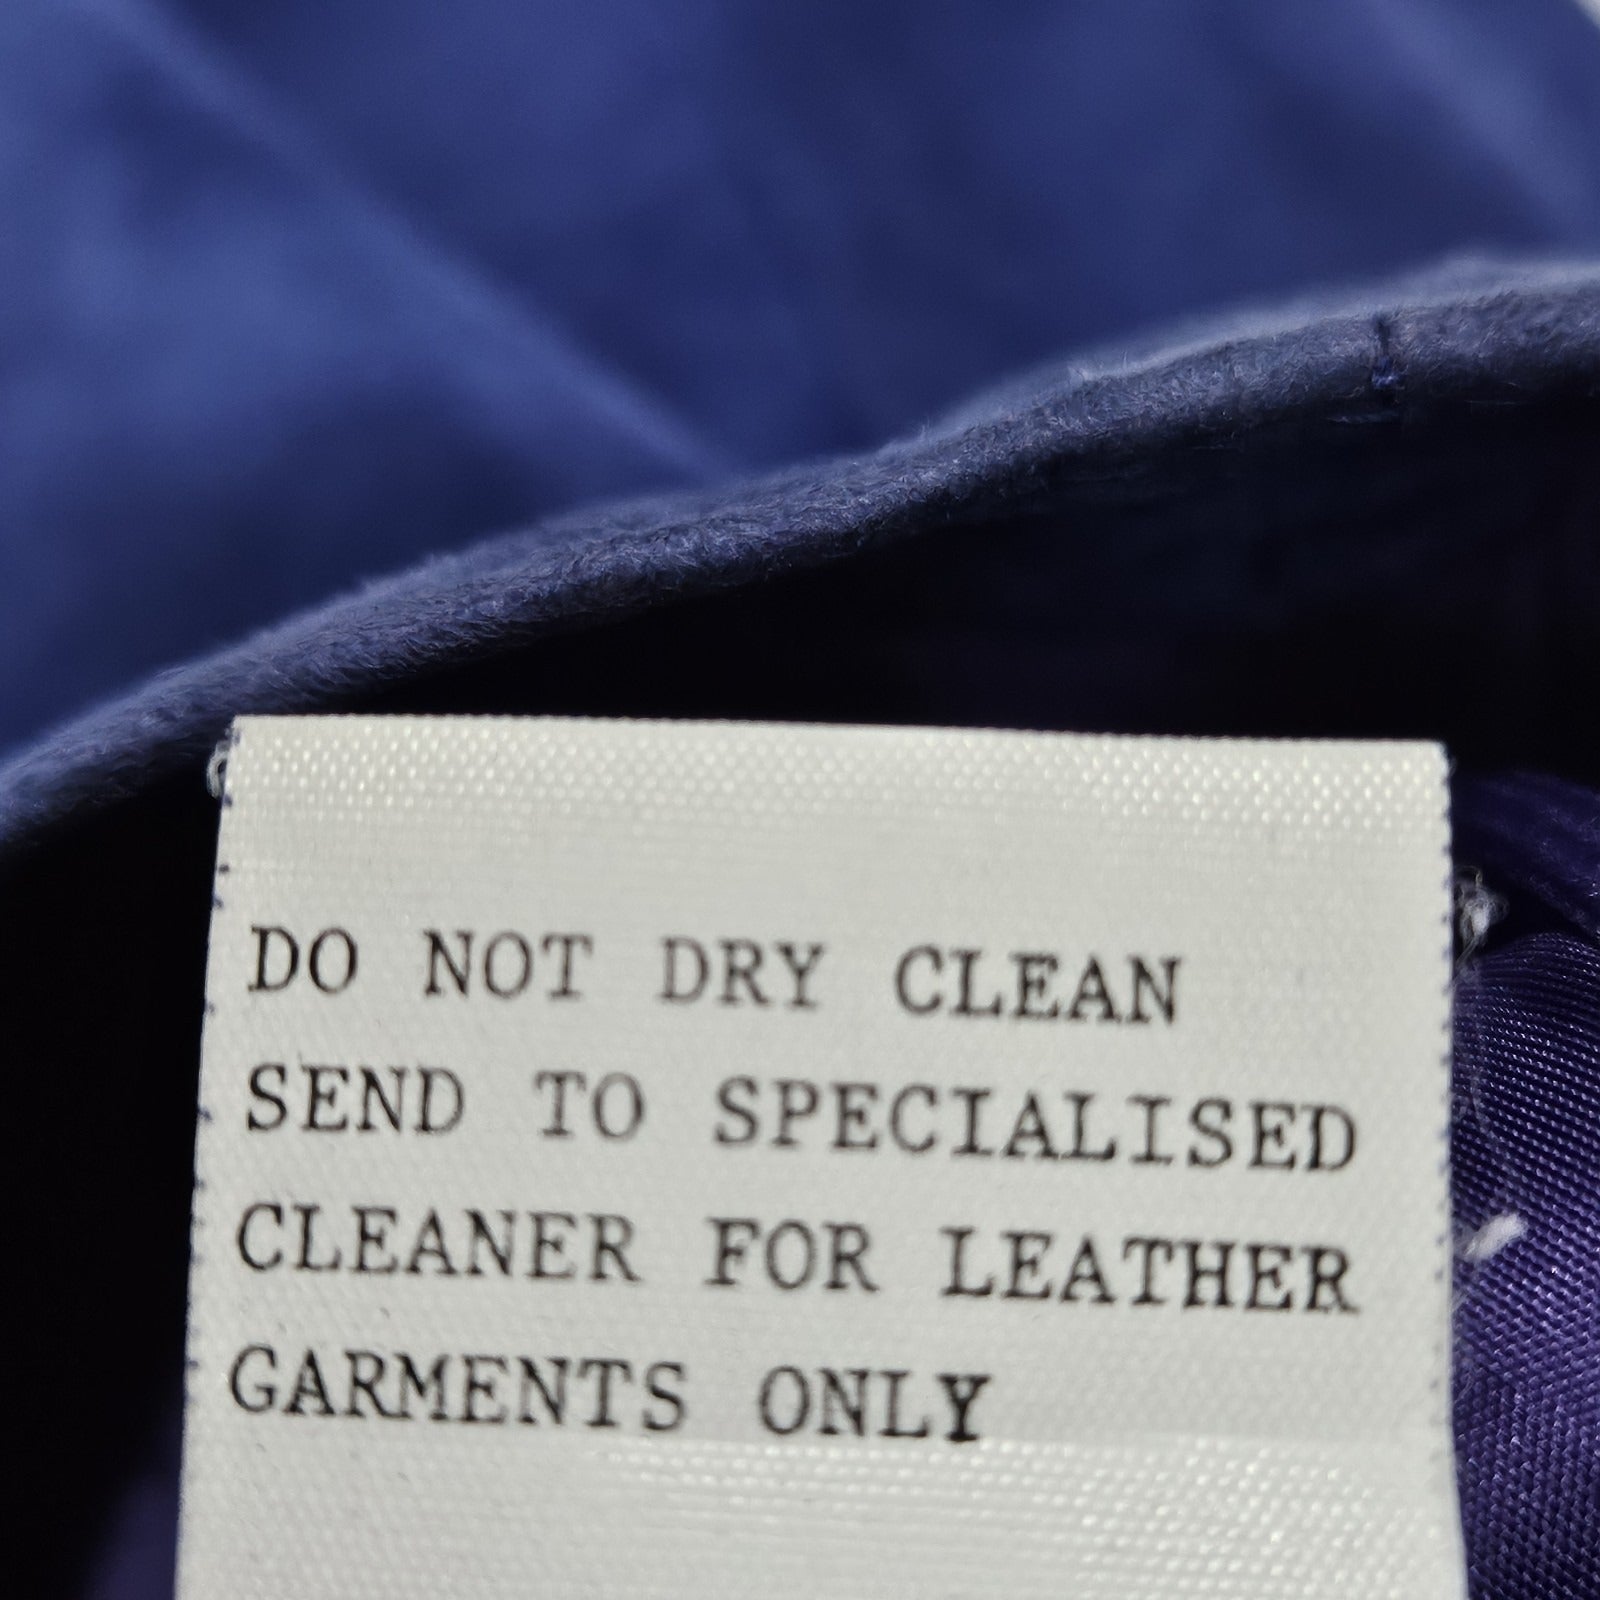 DO NOT DRY CLEAN
SEND TO SPECIALISED
CLEANER FOR LEATHER
GARMENTS ONLY